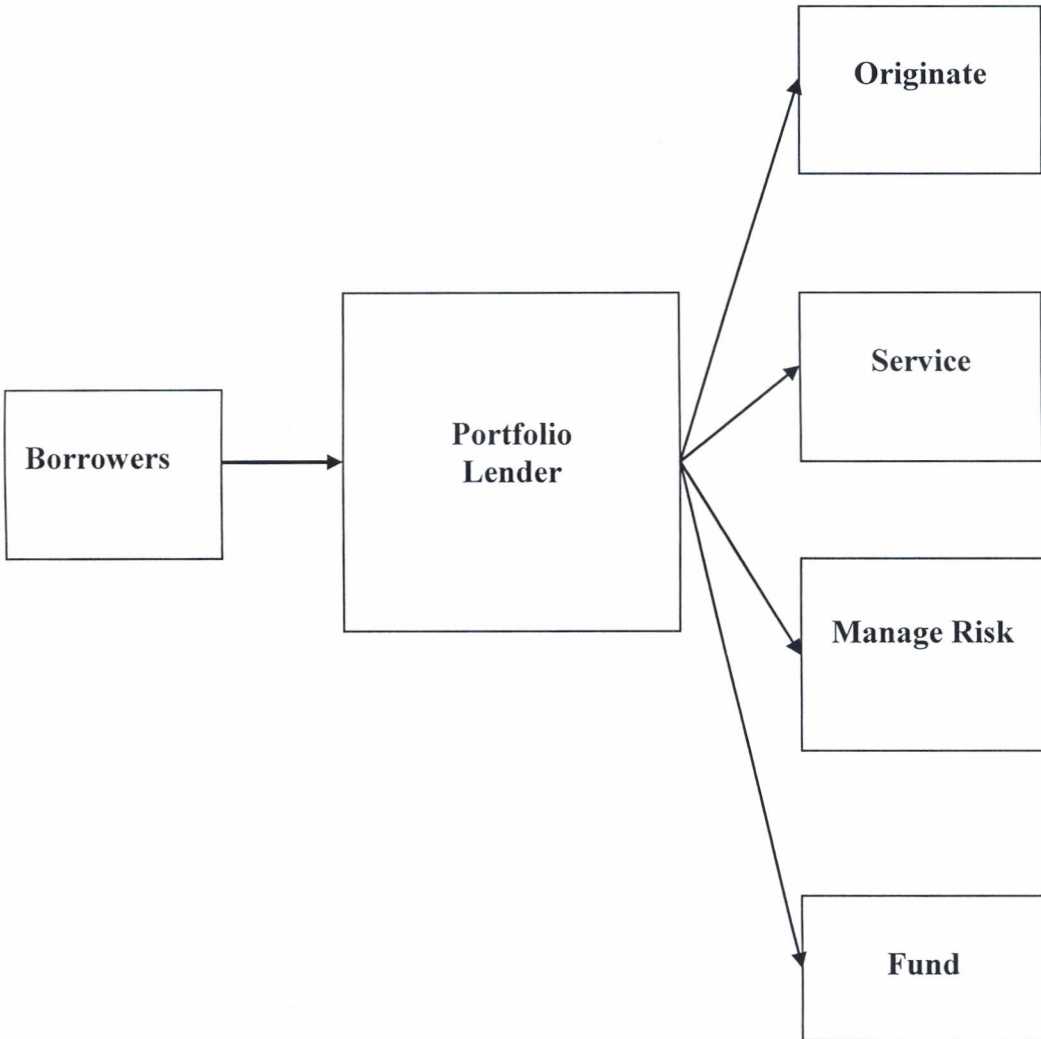 Originate
Service
Borrowers
Portfolio
Lender
Manage Risk
Fund